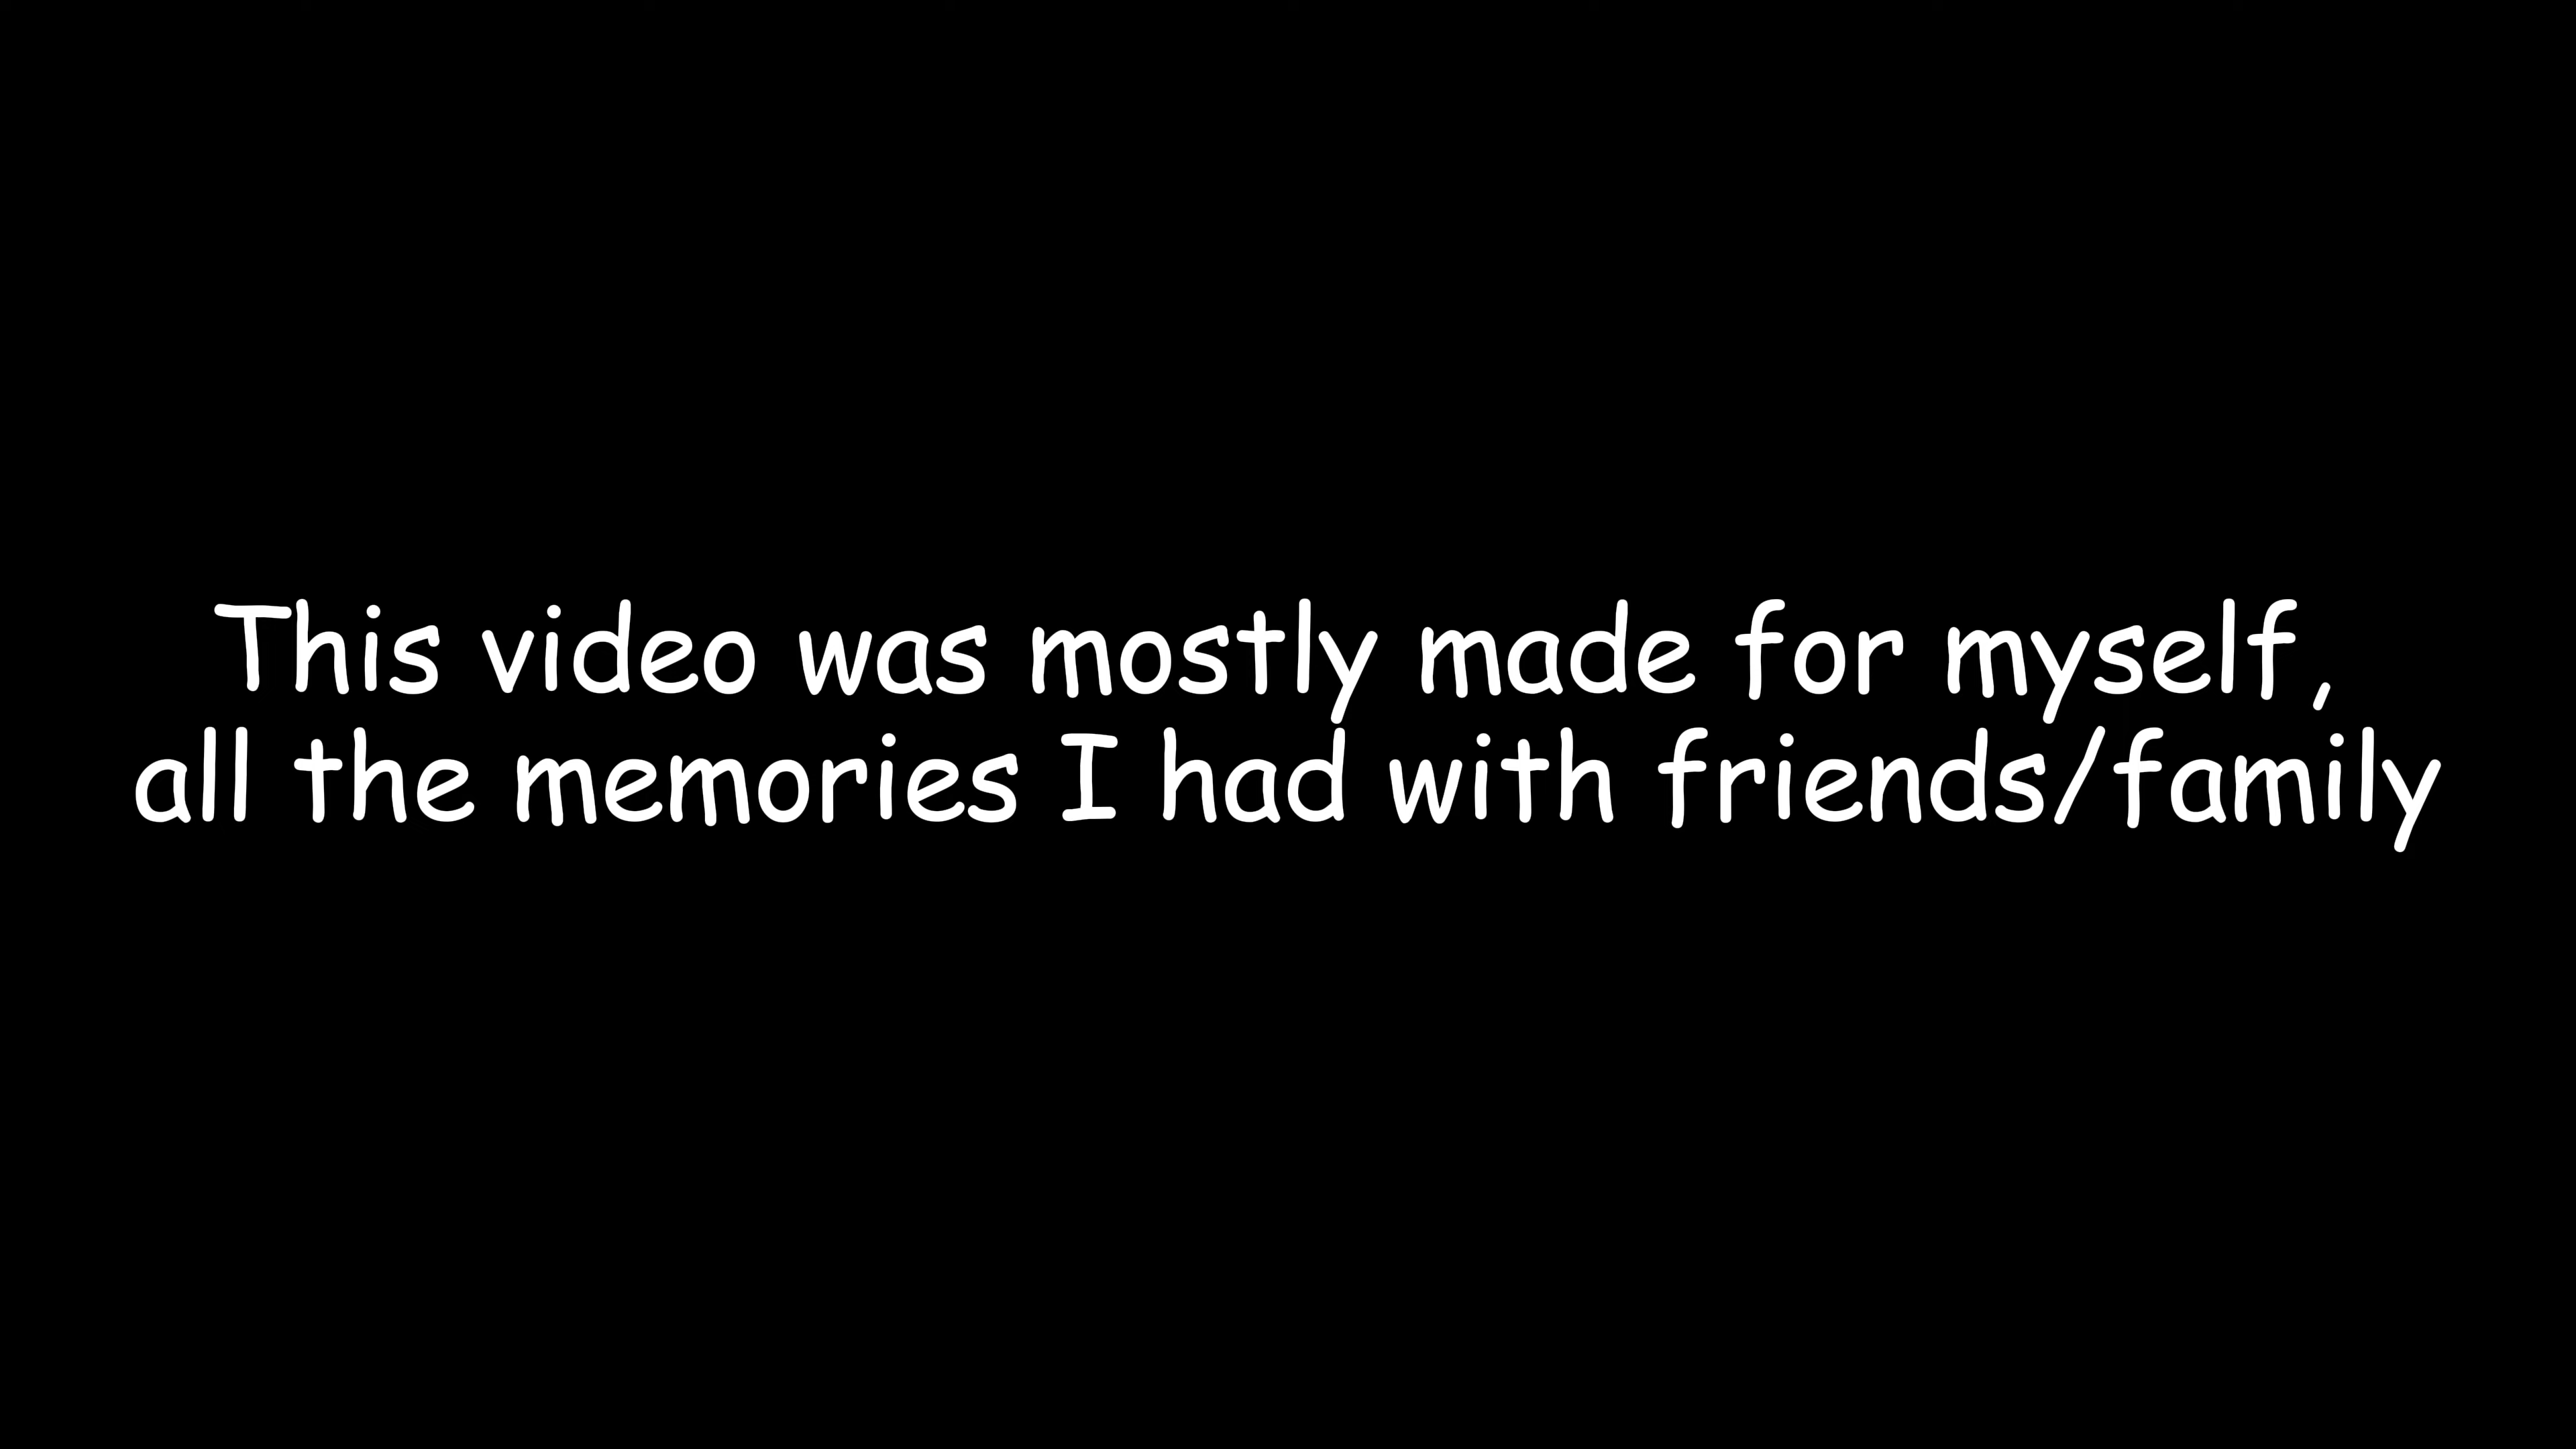 This video was mostly made for myself,
all the memories I had with friends/family